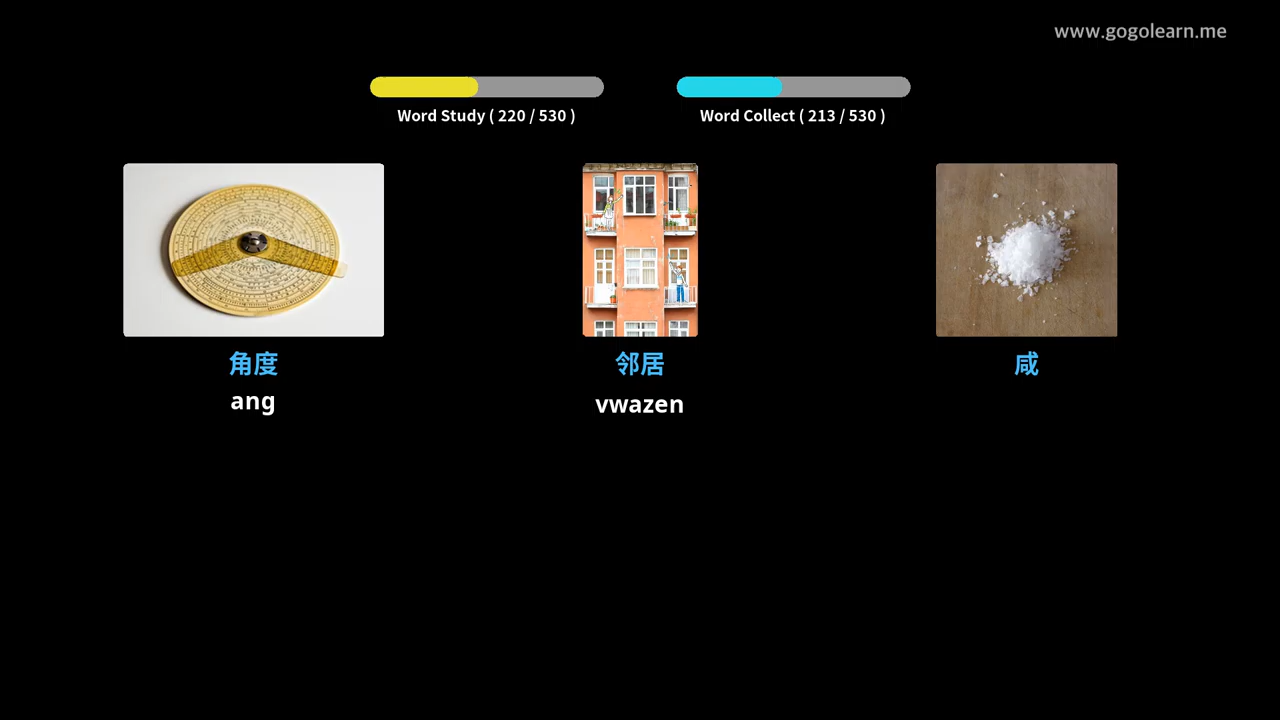 www.gogolearn.me
Word Study ( 220 / 530 )
Word Collect ( 213 / 530 )
角度
ang
邻居
vwazen
咸